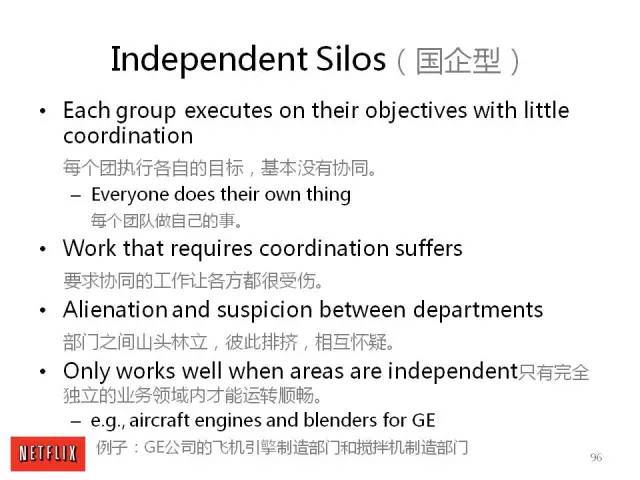 Independent Silos（国企型）
• Each group executes on their objectives with little
coordination
每个团执行各自的目标，基本没有协同。
– Everyone does their own thing
每个团队做自己的事。
• Work that requires coordination suffers
要求协同的工作让各方都很受伤。
• Alienation and suspicion between departments
部门之间山头林立，彼此排挤，相互怀疑。
• Only works well when areas are independent只有完全
独立的业务领域内才能运转顺畅。
– e.g., aircraft engines and blenders for GE
例子：GE公司的飞机引擎制造部门和搅拌机制造部门
NETFLIX
96